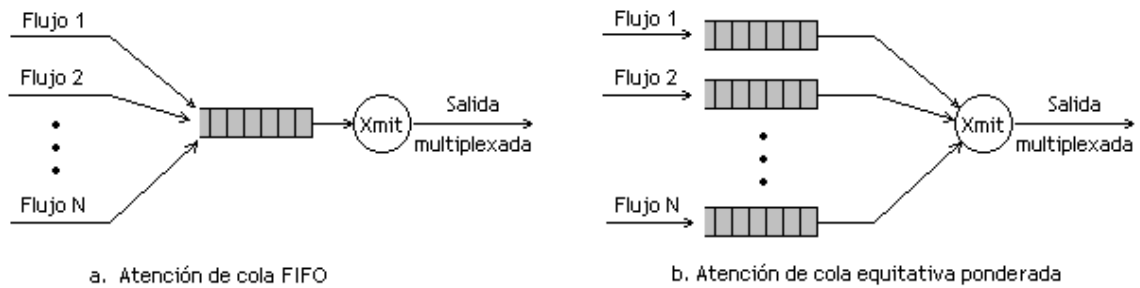 Flujo 1
Flujo 2
Flujo N
Xmit
Salida
multiplexada
a. Atención de cola FIFO
Flujo 1
Flujo 2
Flujo N
Xmit
Salida
multiplexada
b. Atención de cola equitativa ponderada